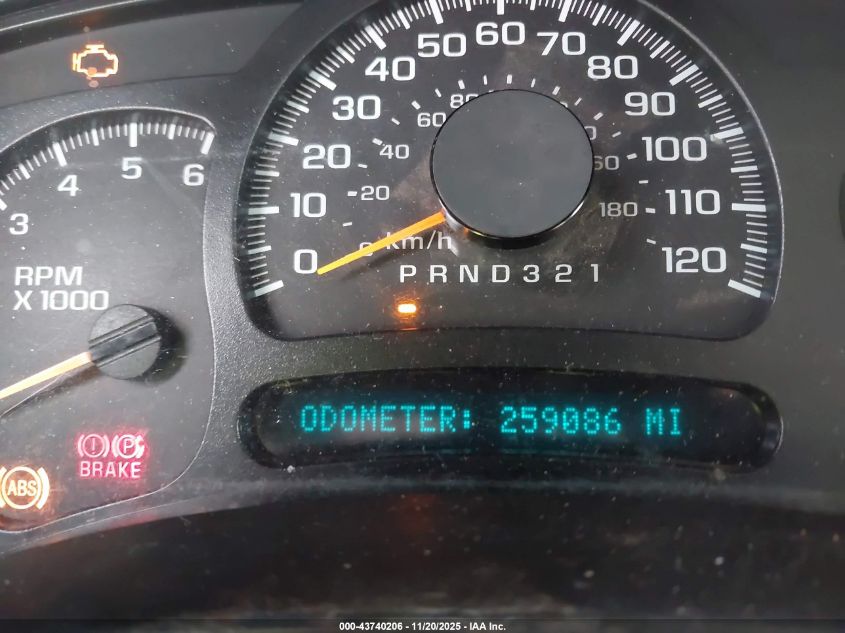 3 4 5 6
RPM
X 1000
0 10 20 30 40 50 60 70 80 90 100 110 120
20 40 60 80 180
km/h
P R N D 3 2 1
ODOMETER: 259086 MI
BRAKE
ABS
000-43740206 - 11/20/2025 - IAA Inc.